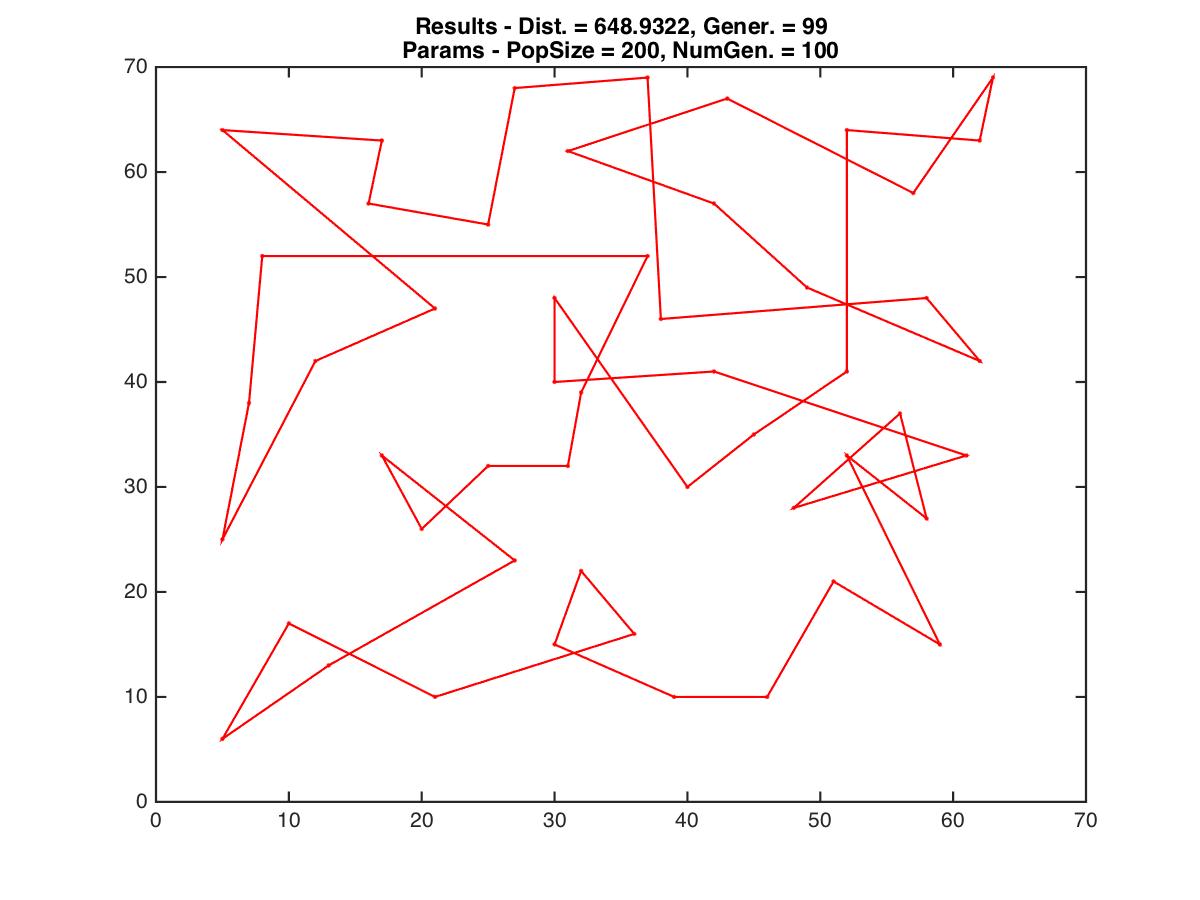 Results - Dist. = 648.9322, Gener. = 99
Params - PopSize = 200, NumGen. = 100
70
60
50
40
30
20
10
0
0 10 20 30 40 50 60 70